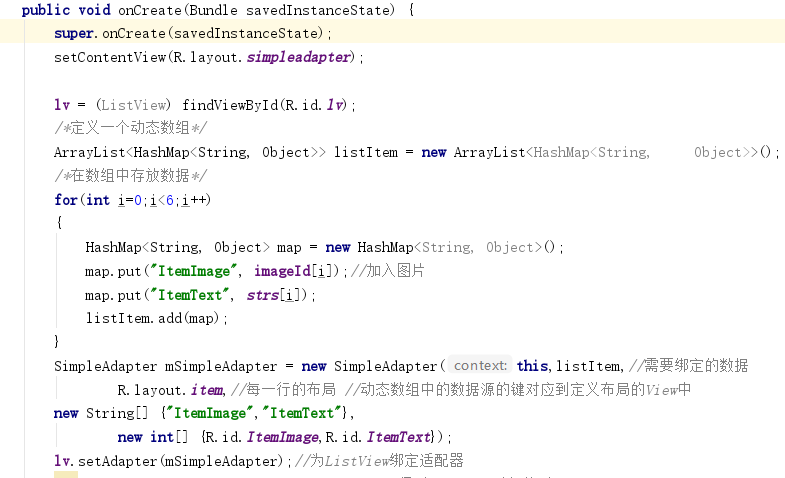 public void onCreate(Bundle savedInstanceState) {
super.onCreate(savedInstanceState);
setContentView(R.layout.simpleadapter);
lv = (ListView) findViewById(R.id.lv);
/*定义一个动态数组*/
ArrayList<HashMap<String, Object>> listItem = new ArrayList<HashMap<String, Object>>();
/*在数组中存放数据*/
for(int i=0;i<6;i++)
{
HashMap<String, Object> map = new HashMap<String, Object>();
map.put("ItemImage", imageId[i]);//加入图片
map.put("ItemText", strs[i]);
listItem.add(map);
}
SimpleAdapter mSimpleAdapter = new SimpleAdapter( context: this,listItem,//需要绑定的数据
R.layout.item,//每一行的布局 //动态数组中的数据源的键对应到定义布局的View中
new String[] {"ItemImage","ItemText"},
new int[] {R.id.ItemImage,R.id.ItemText});
lv.setAdapter(mSimpleAdapter);//为ListView绑定适配器